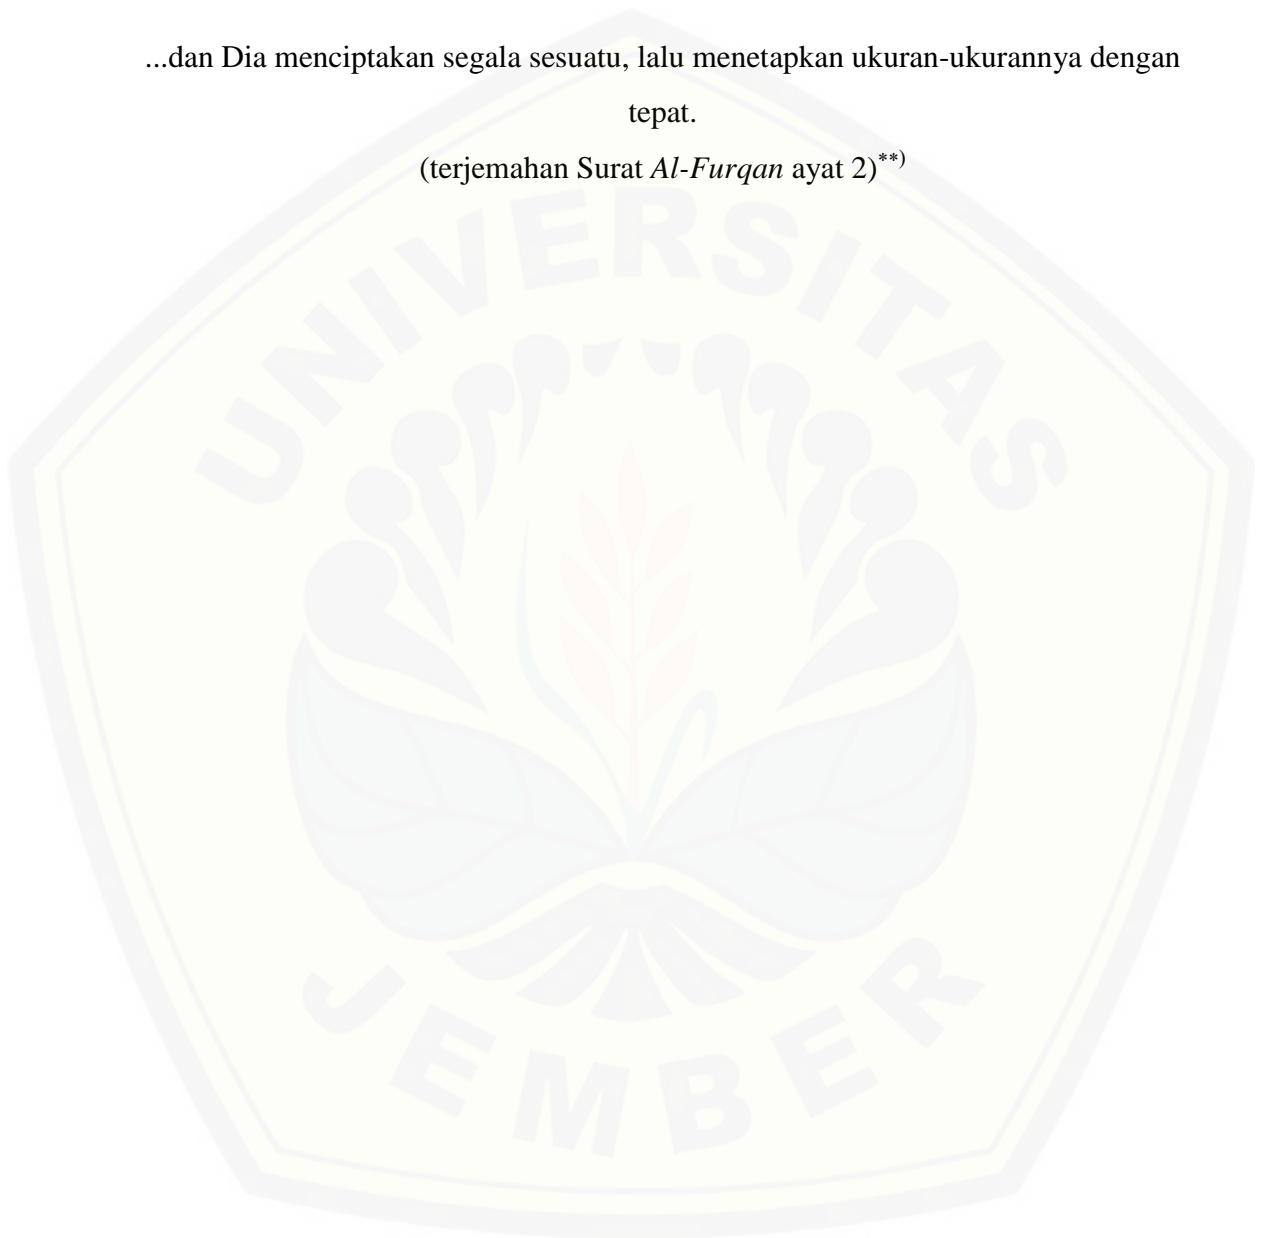 ...dan Dia menciptakan segala sesuatu, lalu menetapkan ukuran-ukurannya dengan
tepat.
(terjemahan Surat Al-Furqan ayat 2)**)
UNIVERSITAS
JEMBER